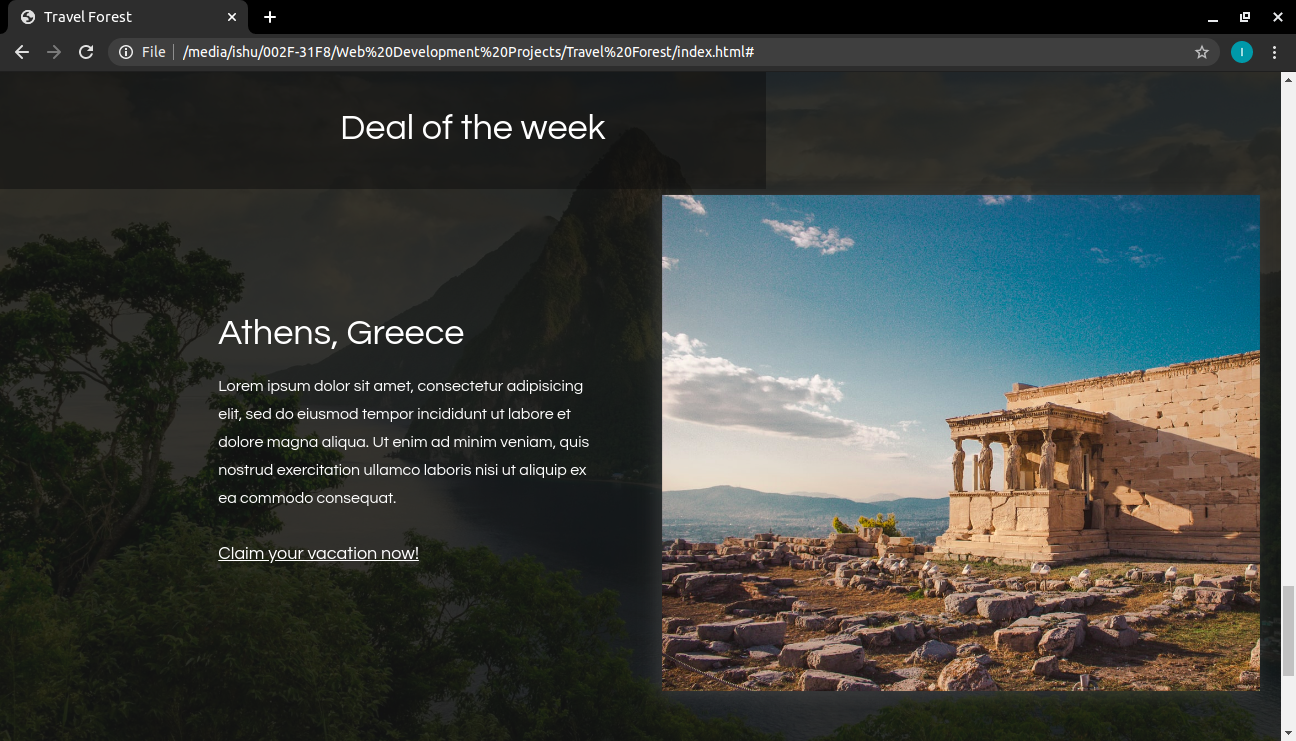 Travel Forest
File
/media/ishu/002F-31F8/Web%20Development%20Projects/Travel%20Forest/index.html#
I
Deal of the week
Athens, Greece
Lorem ipsum dolor sit amet, consectetur adipisicing
elit, sed do eiusmod tempor incididunt ut labore et
dolore magna aliqua. Ut enim ad minim veniam, quis
nostrud exercitation ullamco laboris nisi ut aliquip ex
ea commodo consequat.
Claim your vacation now!